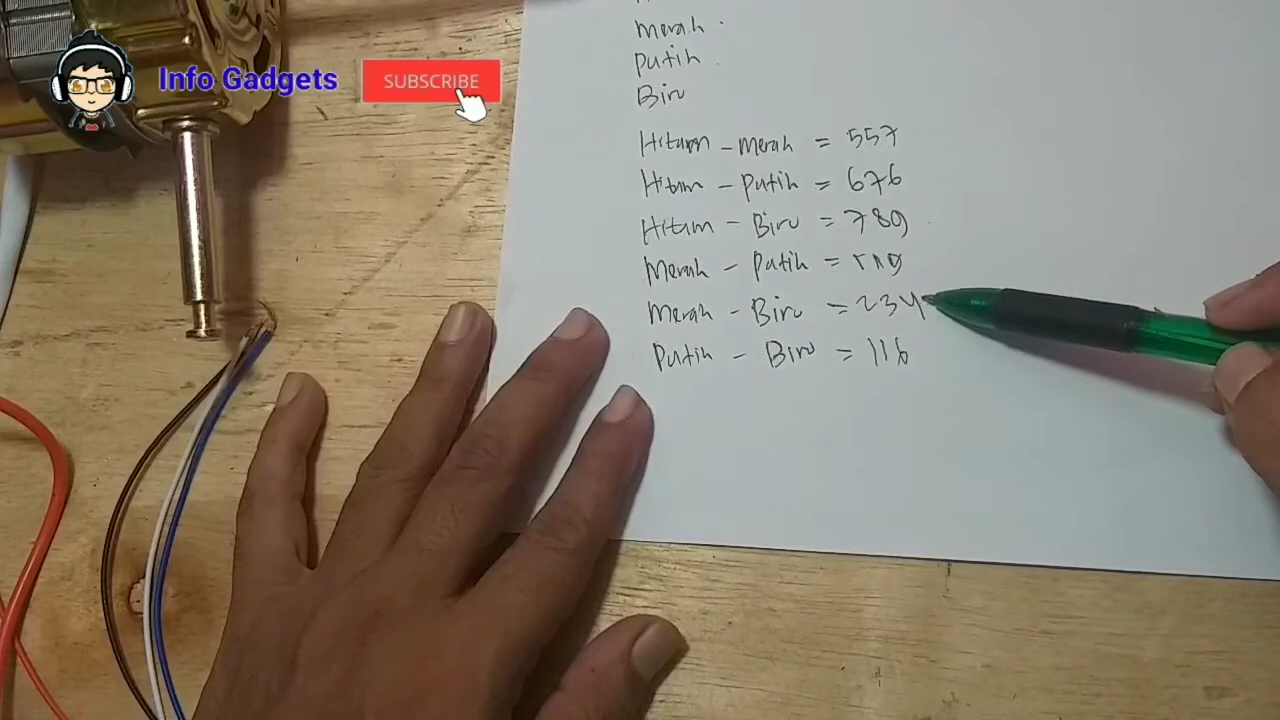 Info Gadgets
SUBSCRIBE
merah
Putih
Biru
Hitam - merah = 557
Hitam - Putih = 676
Hitam - Biru = 789
Merah - Putih =
Merah - Biru = 234
Putih - Biru = 116